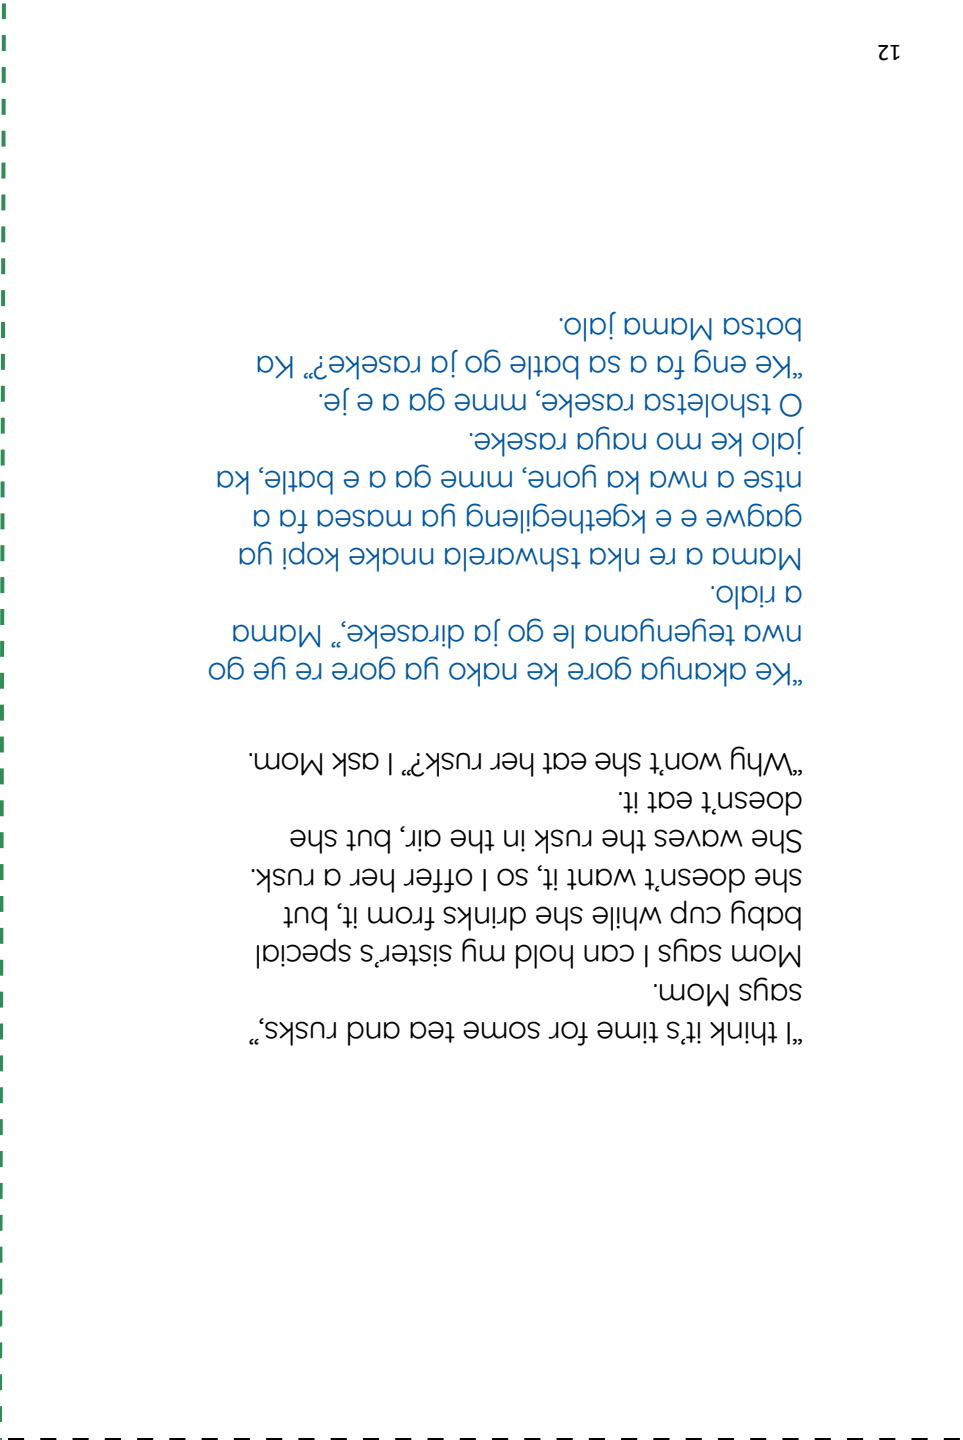 “I think it’s time for some tea and rusks,”
says Mom.
Mom says I can hold my sister’s special
baby cup while she drinks from it, but
she doesn’t want it, so I offer her a rusk.
She waves the rusk in the air, but she
doesn’t eat it.
“Why won’t she eat her rusk?” I ask Mom.
“Ke akanya gore ke nako ya gore re ye go
nwa teyenyana le go ja diraseke,” Mama
a rialo.
Mama a re nka tshwarela nnake kopi ya
gagwe e e kgethegileng ya masea fa a
ntse a nwa ka yone, mme ga a e batle, ka
jalo ke mo naya raseke.
O tsholetsa raseke, mme ga a e je.
“Ke eng fa a sa batle go ja raseke?” Ka
botsa Mama jalo.
12